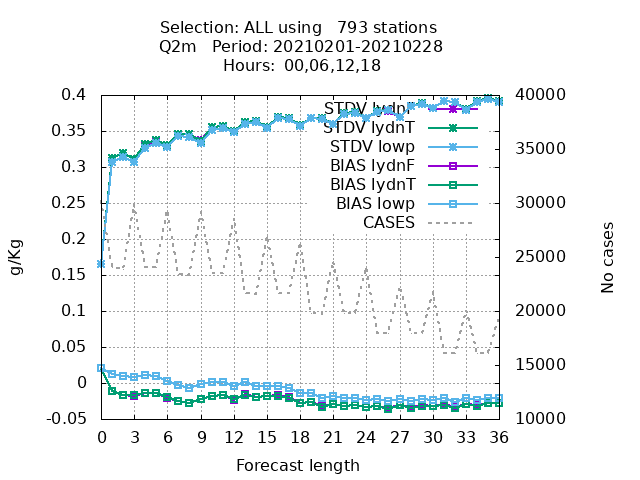 Selection: ALL using 793 stations
Q2m Period: 20210201-20210228
Hours: 00,06,12,18
0.4
0.35
0.3
0.25
0.2
0.15
0.1
0.05
0
-0.05
g/Kg
STDV lydnF
STDV lydnT
STDV lowp
BIAS lydnF
BIAS lydnT
BIAS lowp
CASES
40000
35000
30000
25000
20000
15000
10000
No cases
0 3 6 9 12 15 18 21 24 27 30 33 36
Forecast length